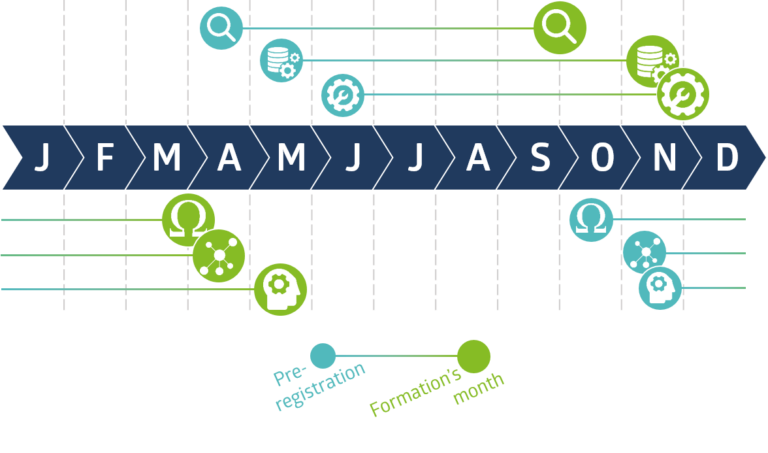 J F M A M J J A S O N D
Ω Ω
Pre-
registration
Formation's
month